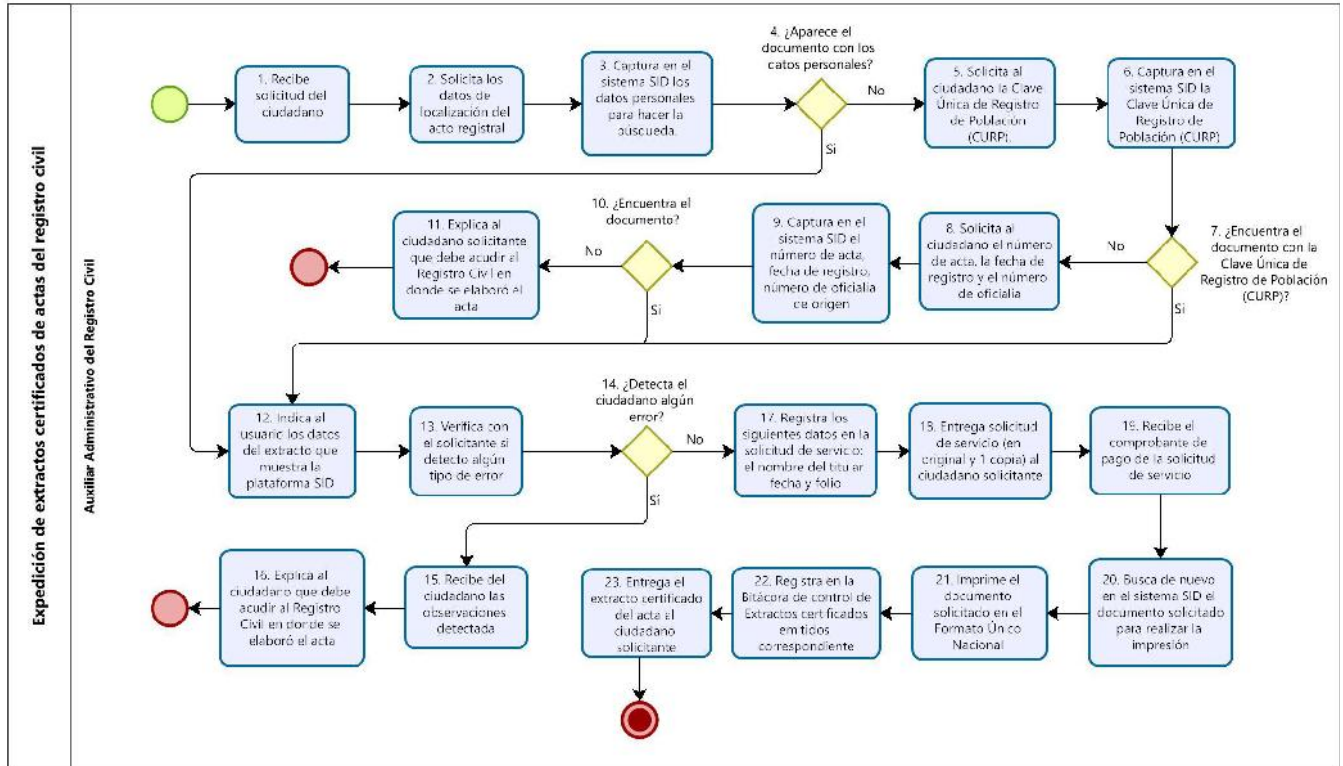 Expedición de extractos certificados de actas del registro civil
Auxiliar Administrativo del Registro Civil
1. Recibe
solicitud del
ciudadano
2. Solicita los
datos de
localización del
acto registral
3. Captura en el
sistema SID los
datos personales
para hacer la
búsqueda.
4. ¿Aparece el
documento con los
catos personales?
No
Si
5. Solicita al
ciudadano la Clave
Única de Registro
de Población
(CURP).
6. Captura en el
sistema SID la
Clave Única de
Registro de
Población (CURP)
7. ¿Encuentra el
documento con la
Clave Única de
Registro de Población
(CURP)?
No
Si
8. Solicita al
ciudadano el número
de acta, la fecha de
registro y el número
de oficialia
9. Captura en el
sistema SID el
número de acta,
fecha de registro,
número de oficialia
de origen
10. ¿Encuentra el
documento?
No
Si
11. Explica al
ciudadano solicitante
que debe acudir al
Registro Civil en
donde se elaboró el
acta
12. Indica al
usuario los datos
del extracto que
muestra la
plataforma SID
13. Verifica con
el solicitante si
detecto algún
tipo de error
14. ¿Detecta el
ciudadano algún
error?
No
Sí
17. Registra los
siguientes datos en la
solicitud de servicio:
el nombre del titular
fecha y folio
18. Entrega solicitud
de servicio (en
original y 1 copia) al
ciudadano solicitante
19. Recibe el
comprobante de
pago de la solicitud
de servicio
16. Explica al
ciudadano que debe
acudir al Registro
Civil en donde se
elaboró el acta
15. Recibe del
ciudadano las
observaciones
detectada
23. Entrega el
extracto certificado
del acta al
ciudadano
solicitante
22. Registra en la
Bitácora de control de
Extractos certificados
emitidos
correspondiente
21. Imprime el
documento
solicitado en el
Formato Único
Nacional
20. Busca de nuevo
en el sistema SID el
documento solicitado
para realizar la
impresión